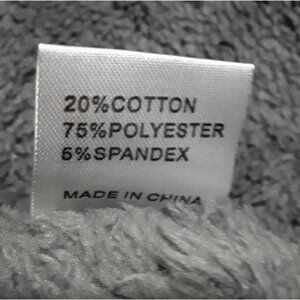 20%COTTON
75%POLYESTER
5%SPANDEX
MADE IN CHINA